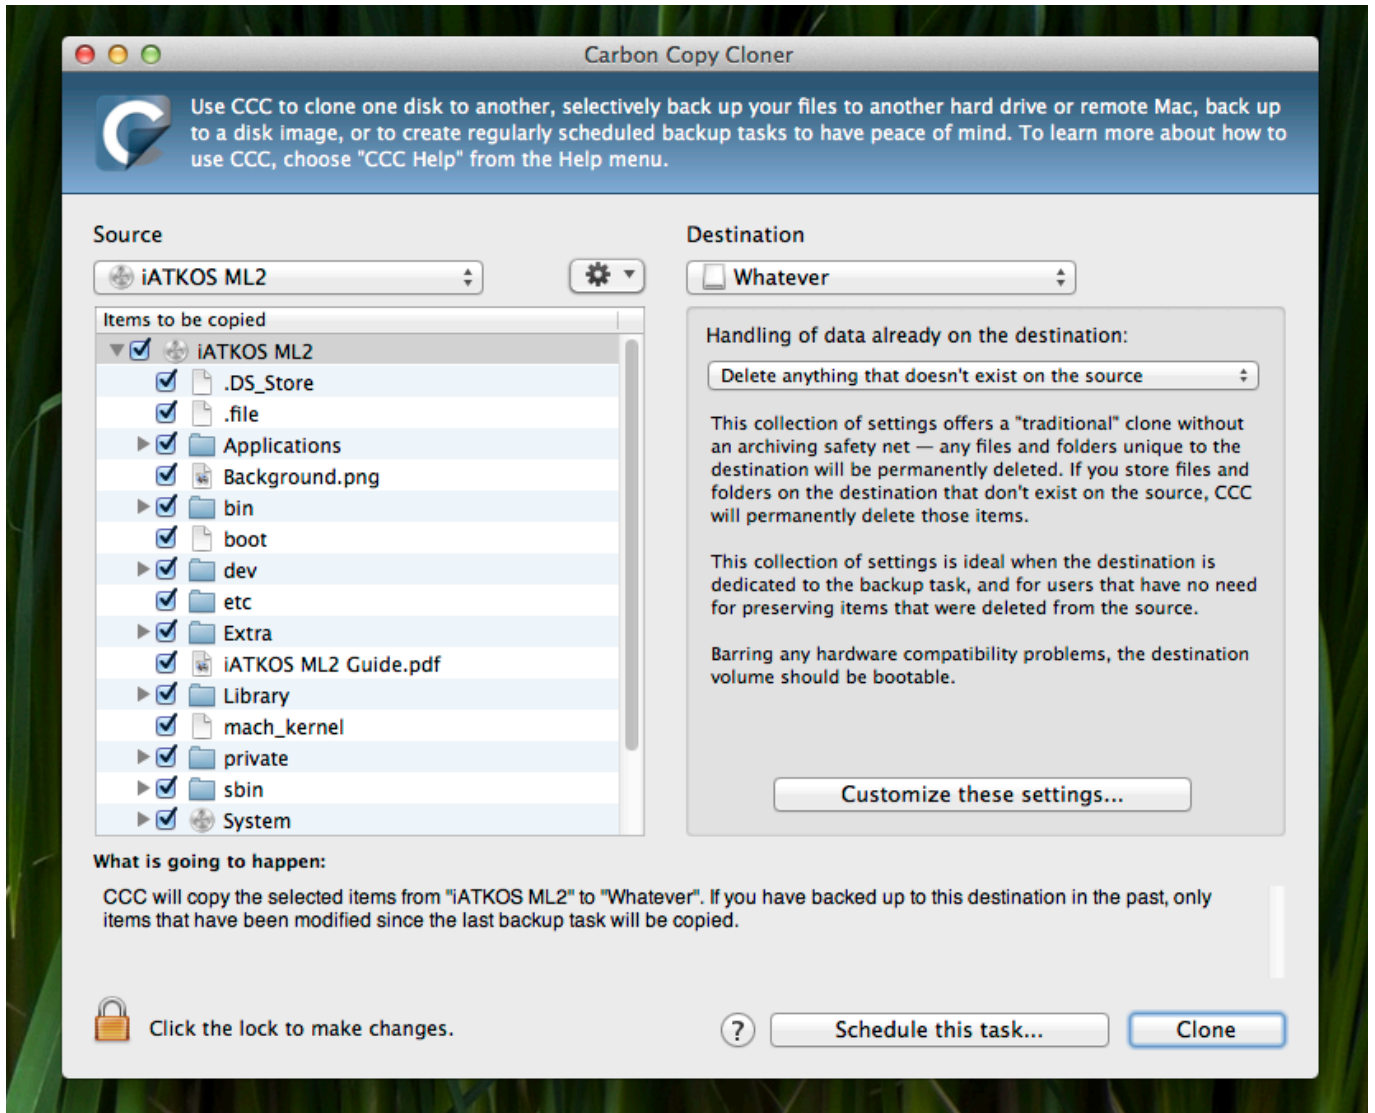 Carbon Copy Cloner
Use CCC to clone one disk to another, selectively back up your files to another hard drive or remote Mac, back up
to a disk image, or to create regularly scheduled backup tasks to have peace of mind. To learn more about how to
use CCC, choose "CCC Help" from the Help menu.
Source
iATKOS ML2
Items to be copied
iATKOS ML2
.DS_Store
.file
Applications
Background.png
bin
boot
dev
etc
Extra
iATKOS ML2 Guide.pdf
Library
mach_kernel
private
sbin
System
Destination
Whatever
Handling of data already on the destination:
Delete anything that doesn't exist on the source
This collection of settings offers a "traditional" clone without
an archiving safety net — any files and folders unique to the
destination will be permanently deleted. If you store files and
folders on the destination that don't exist on the source, CCC
will permanently delete those items.
This collection of settings is ideal when the destination is
dedicated to the backup task, and for users that have no need
for preserving items that were deleted from the source.
Barring any hardware compatibility problems, the destination
volume should be bootable.
Customize these settings...
What is going to happen:
CCC will copy the selected items from "iATKOS ML2" to "Whatever". If you have backed up to this destination in the past, only
items that have been modified since the last backup task will be copied.
Click the lock to make changes.
?
Schedule this task...
Clone